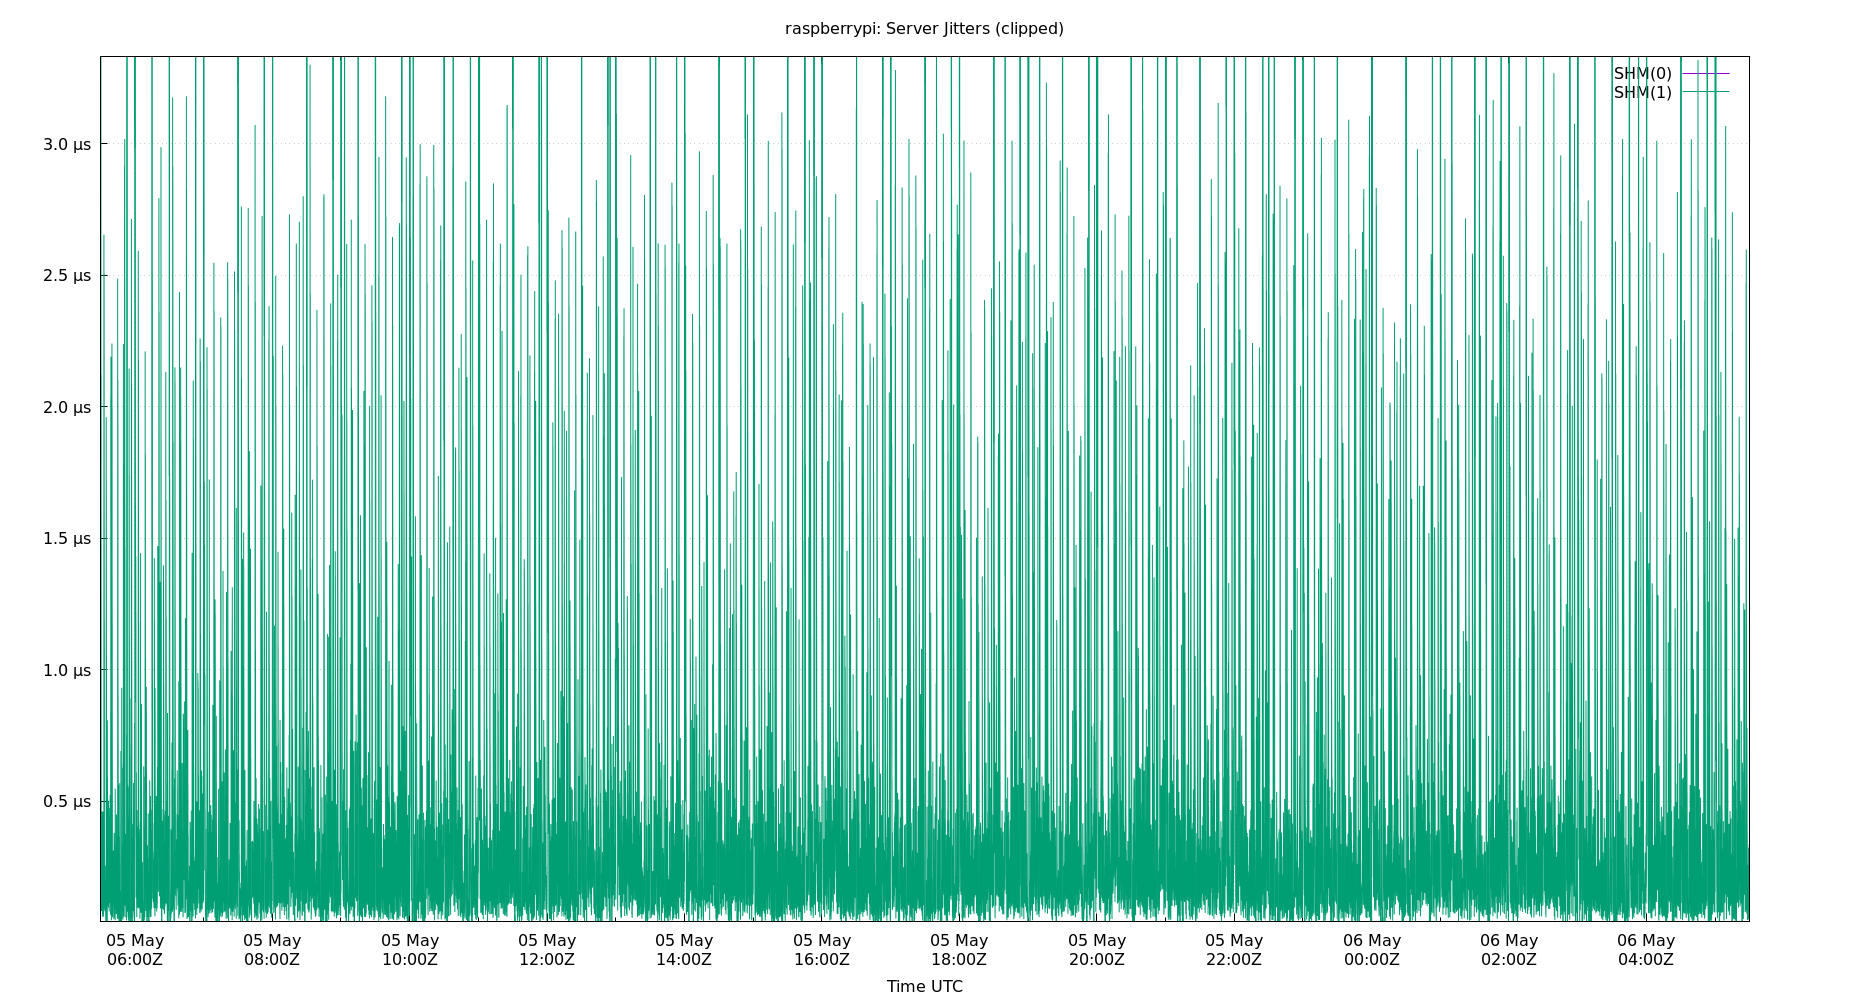 raspberrypi: Server Jitters (clipped)
SHM(0)
SHM(1)
3.0 µs
2.5 µs
2.0 µs
1.5 µs
1.0 µs
0.5 µs
05 May 05 May 05 May 05 May 05 May 05 May 05 May 05 May 05 May 06 May 06 May 06 May
06:00Z 08:00Z 10:00Z 12:00Z 14:00Z 16:00Z 18:00Z 20:00Z 22:00Z 00:00Z 02:00Z 04:00Z
Time UTC